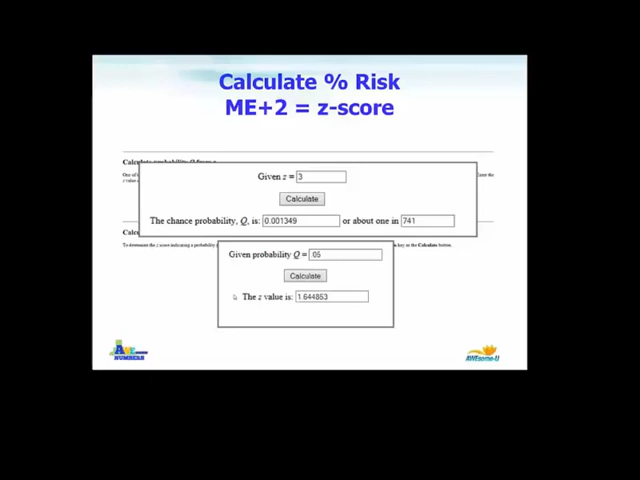 Calculate % Risk
ME+2 = z-score
Given z = 3
Calculate
The chance probability, Q, is: 0.001349 or about one in 741
Given probability Q = .05
Calculate
The z value is: 1.644853
NUMBERS
AWEsome-U